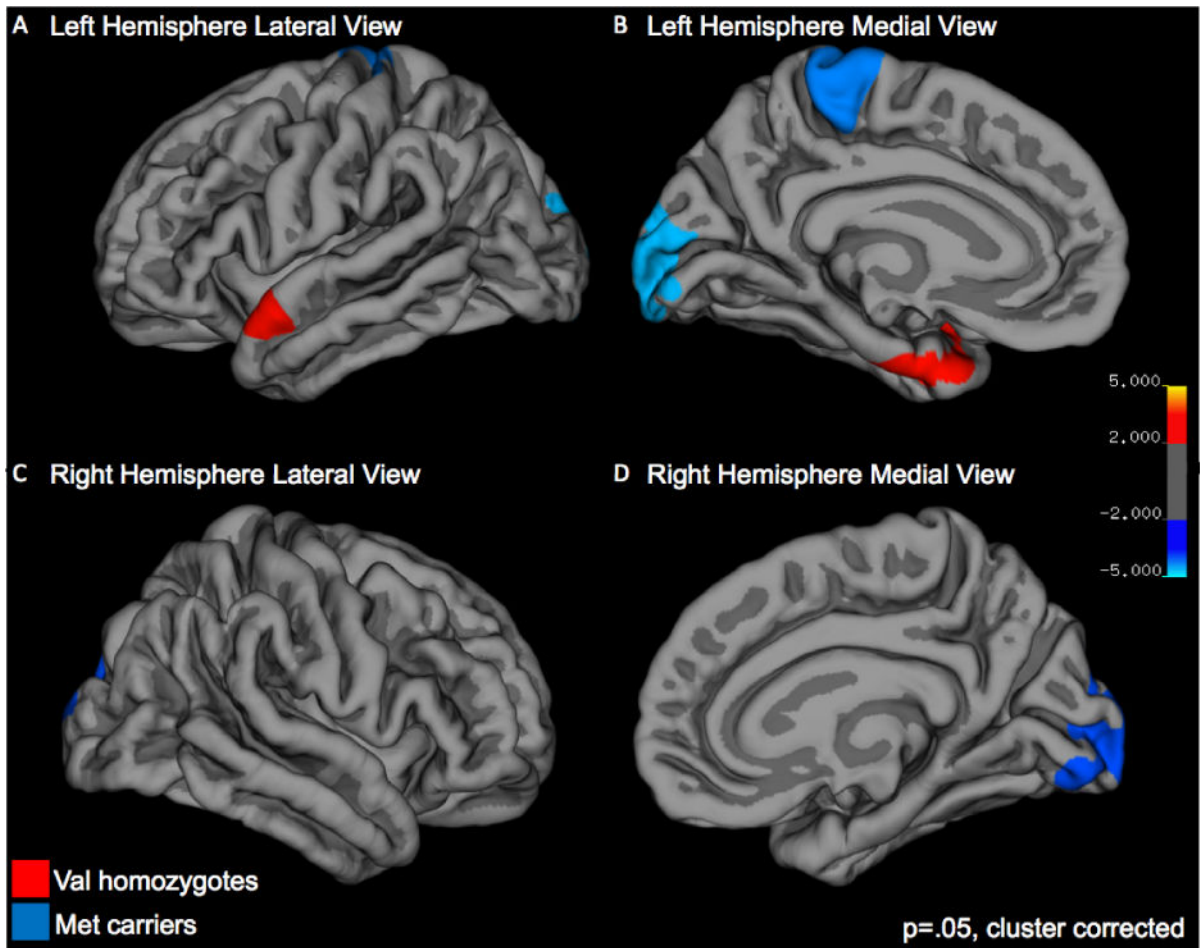 A Left Hemisphere Lateral View
B Left Hemisphere Medial View
5.000
2.000
-2.000
-5.000
C Right Hemisphere Lateral View
D Right Hemisphere Medial View
Val homozygotes
Met carriers
p=.05, cluster corrected